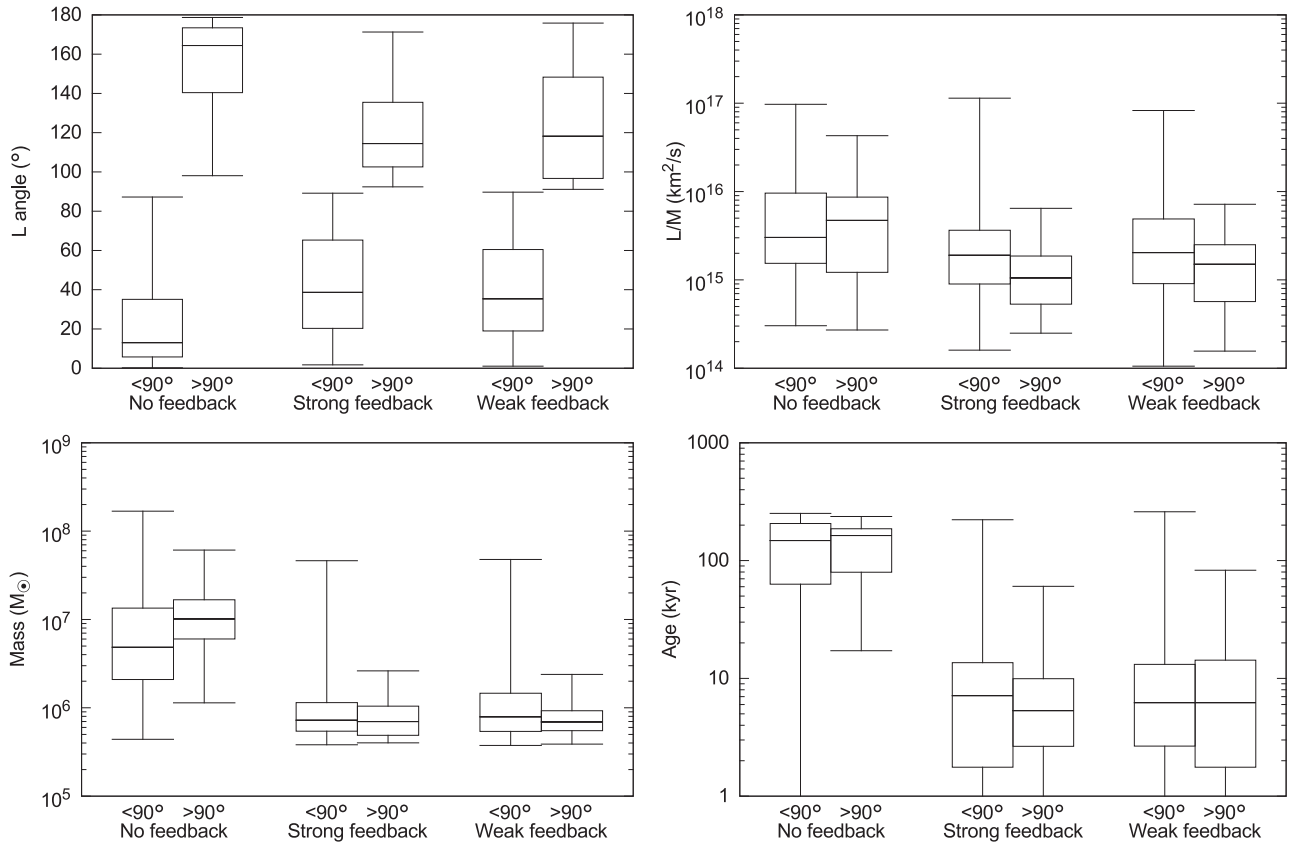 180
160
140
120
100
80
60
40
20
0
L angle (°)
<90° >90°
No feedback
<90° >90°
Strong feedback
<90° >90°
Weak feedback
10^18
10^17
10^16
10^15
10^14
L/M (km²/s)
<90° >90°
No feedback
<90° >90°
Strong feedback
<90° >90°
Weak feedback
10^9
10^8
10^7
10^6
10^5
Mass (M☉)
<90° >90°
No feedback
<90° >90°
Strong feedback
<90° >90°
Weak feedback
1000
100
10
1
Age (kyr)
<90° >90°
No feedback
<90° >90°
Strong feedback
<90° >90°
Weak feedback